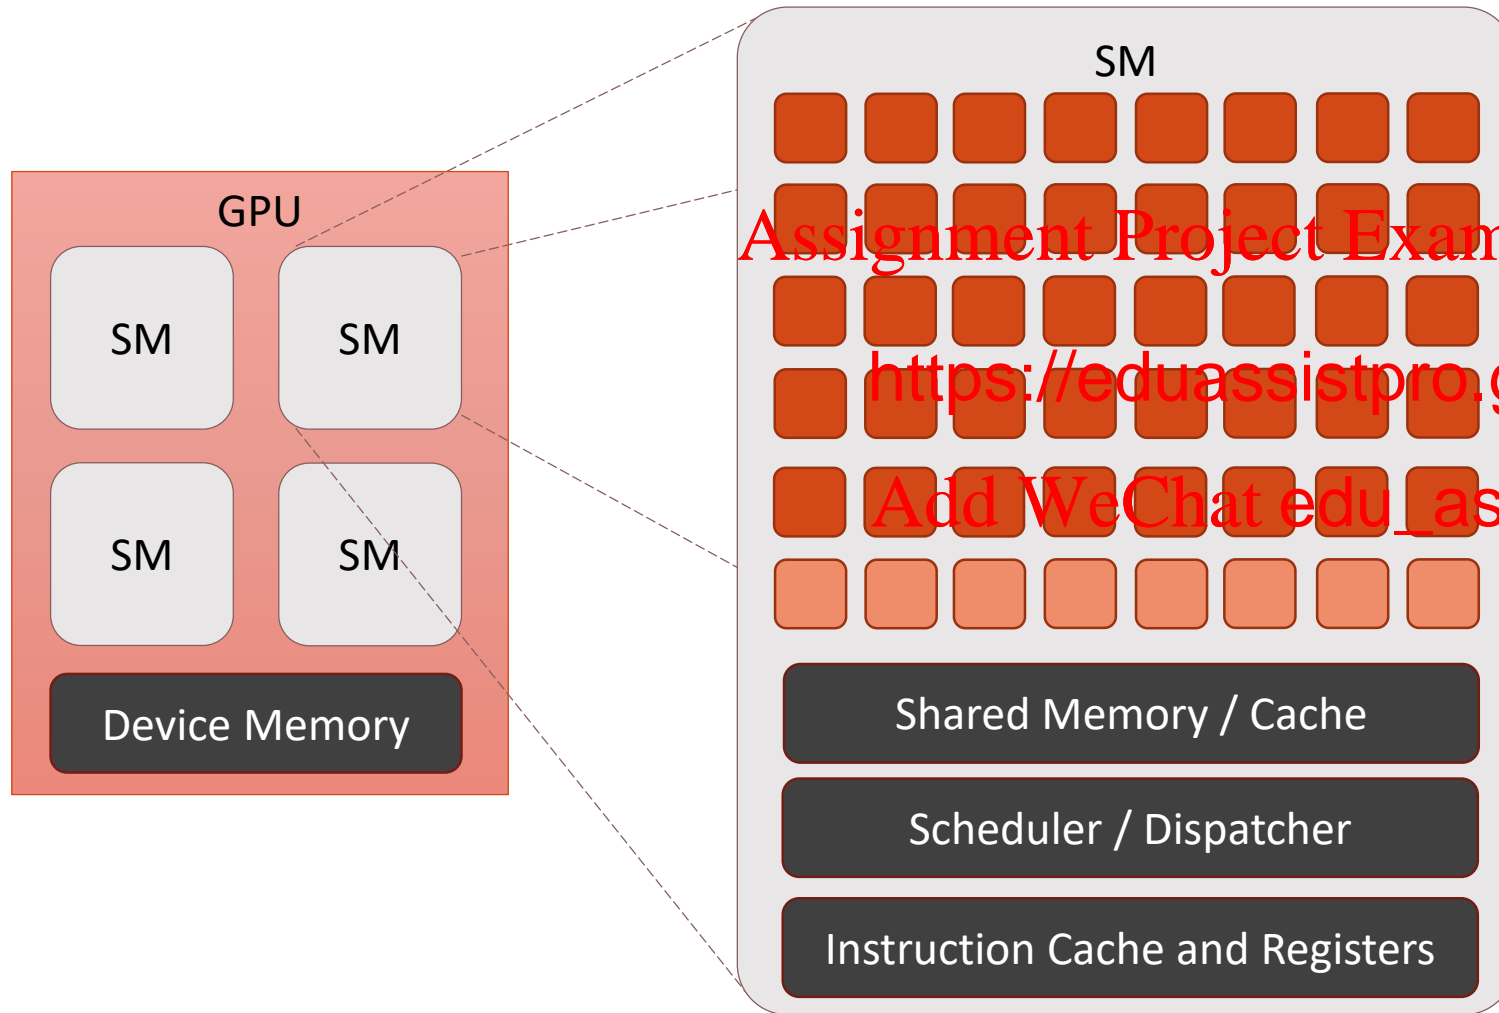 GPU
SM
SM
SM
SM
Device Memory
SM
Assignment Project Exam
https://eduassistpro.g
Add WeChat edu_as
Shared Memory / Cache
Scheduler / Dispatcher
Instruction Cache and Registers